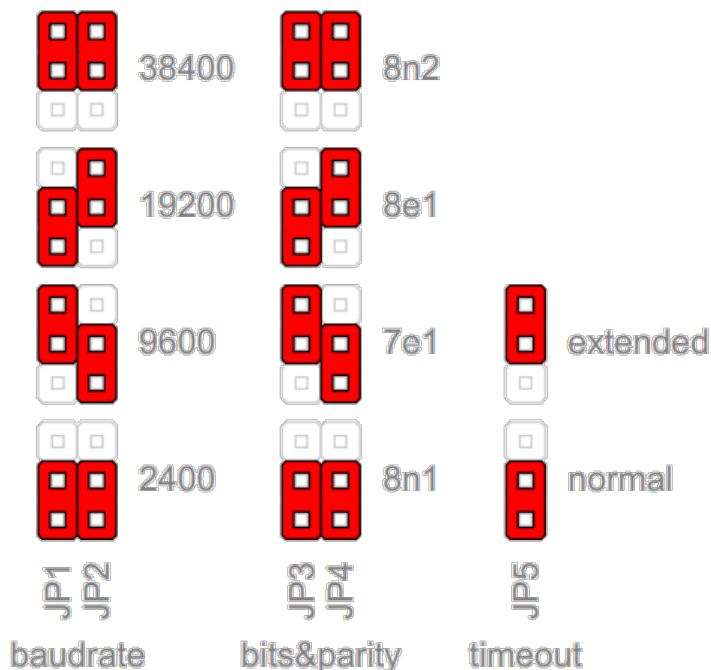 38400 8n2
19200 8e1
9600 7e1 extended
2400 8n1 normal
JP1 JP2 JP3 JP4 JP5
baudrate bits&parity timeout